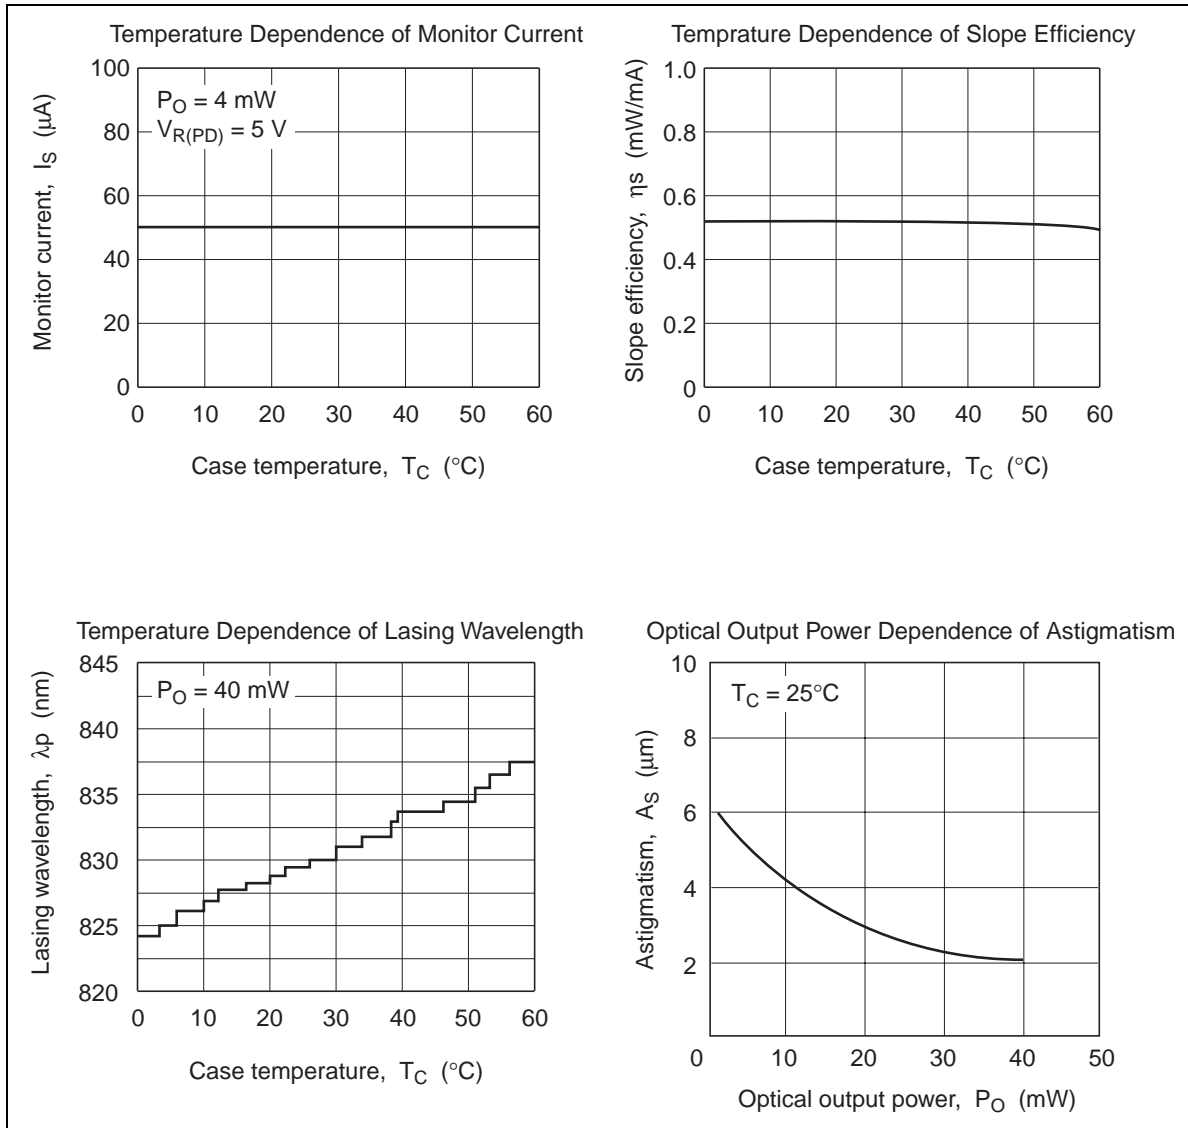 Temperature Dependence of Monitor Current
100
80
60
40
20
0
Monitor current, IS (μA)
PO = 4 mW
VR(PD) = 5 V
0 10 20 30 40 50 60
Case temperature, TC (°C)
Temprature Dependence of Slope Efficiency
1.0
0.8
0.6
0.4
0.2
0
Slope efficiency, ηs (mW/mA)
0 10 20 30 40 50 60
Case temperature, TC (°C)
Temperature Dependence of Lasing Wavelength
845
840
835
830
825
820
Lasing wavelength, λp (nm)
PO = 40 mW
0 10 20 30 40 50 60
Case temperature, TC (°C)
Optical Output Power Dependence of Astigmatism
10
8
6
4
2
Astigmatism, AS (μm)
TC = 25°C
0 10 20 30 40 50
Optical output power, PO (mW)